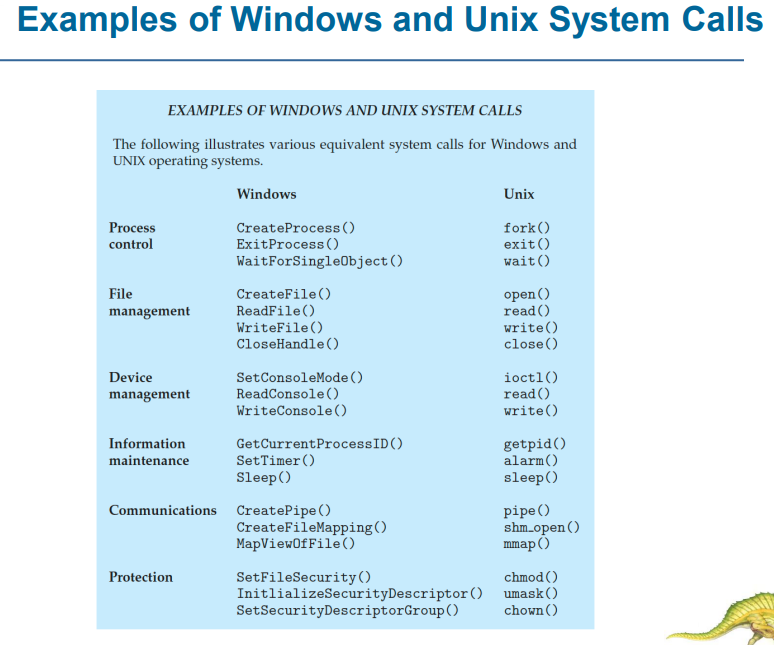 Examples of Windows and Unix System Calls
EXAMPLES OF WINDOWS AND UNIX SYSTEM CALLS
The following illustrates various equivalent system calls for Windows and
UNIX operating systems.
Windows Unix
Process CreateProcess() fork()
control ExitProcess() exit()
WaitForSingleObject() wait()
File CreateFile() open()
management ReadFile() read()
WriteFile() write()
CloseHandle() close()
Device SetConsoleMode() ioctl()
management ReadConsole() read()
WriteConsole() write()
Information GetCurrentProcessID() getpid()
maintenance SetTimer() alarm()
Sleep() sleep()
Communications CreatePipe() pipe()
CreateFileMapping() shm_open()
MapViewOfFile() mmap()
Protection SetFileSecurity() chmod()
InitlializeSecurityDescriptor() umask()
SetSecurityDescriptorGroup() chown()